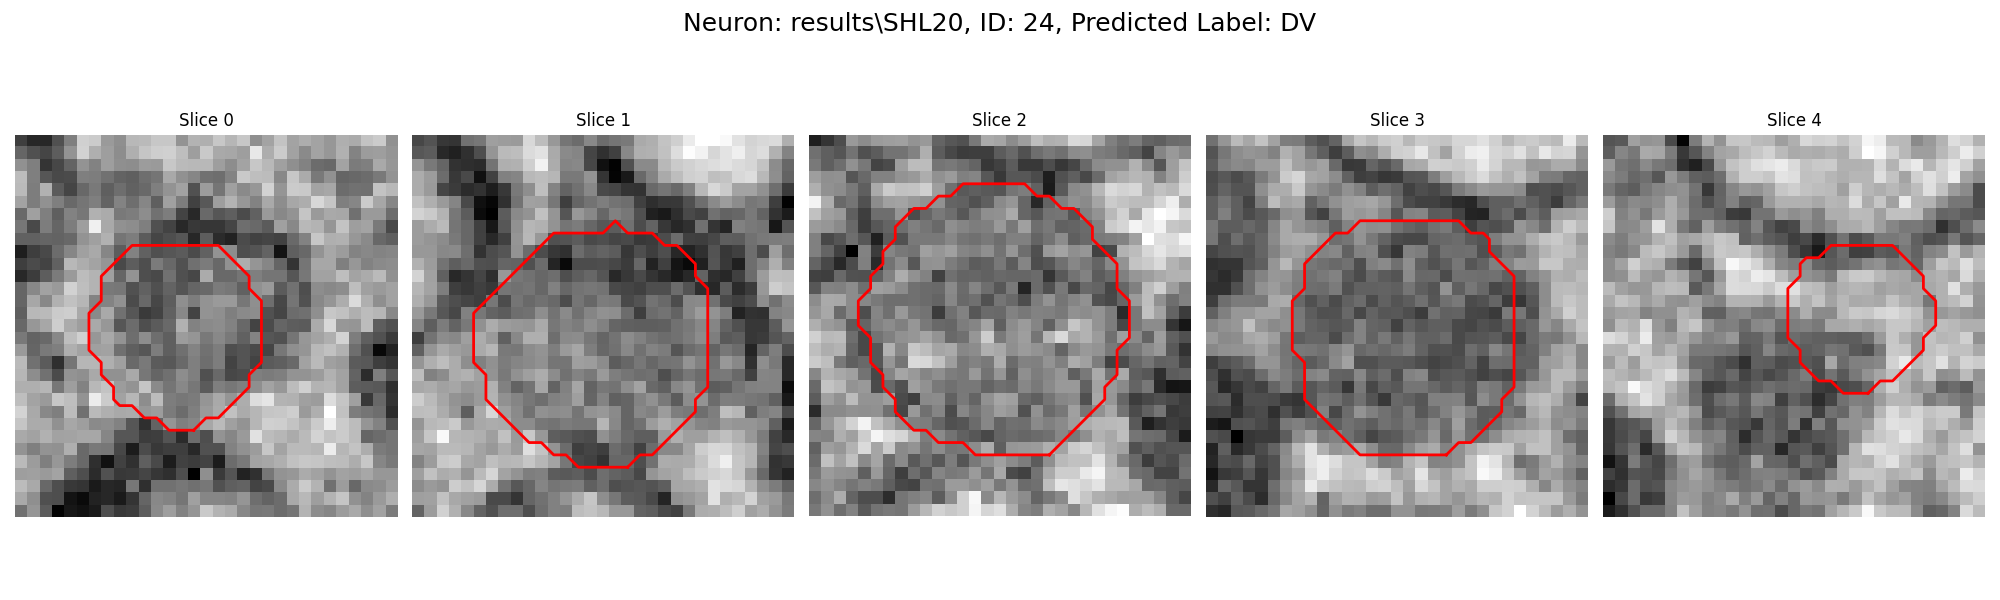 Neuron: results\SHL20, ID: 24, Predicted Label: DV
Slice 0
Slice 1
Slice 2
Slice 3
Slice 4